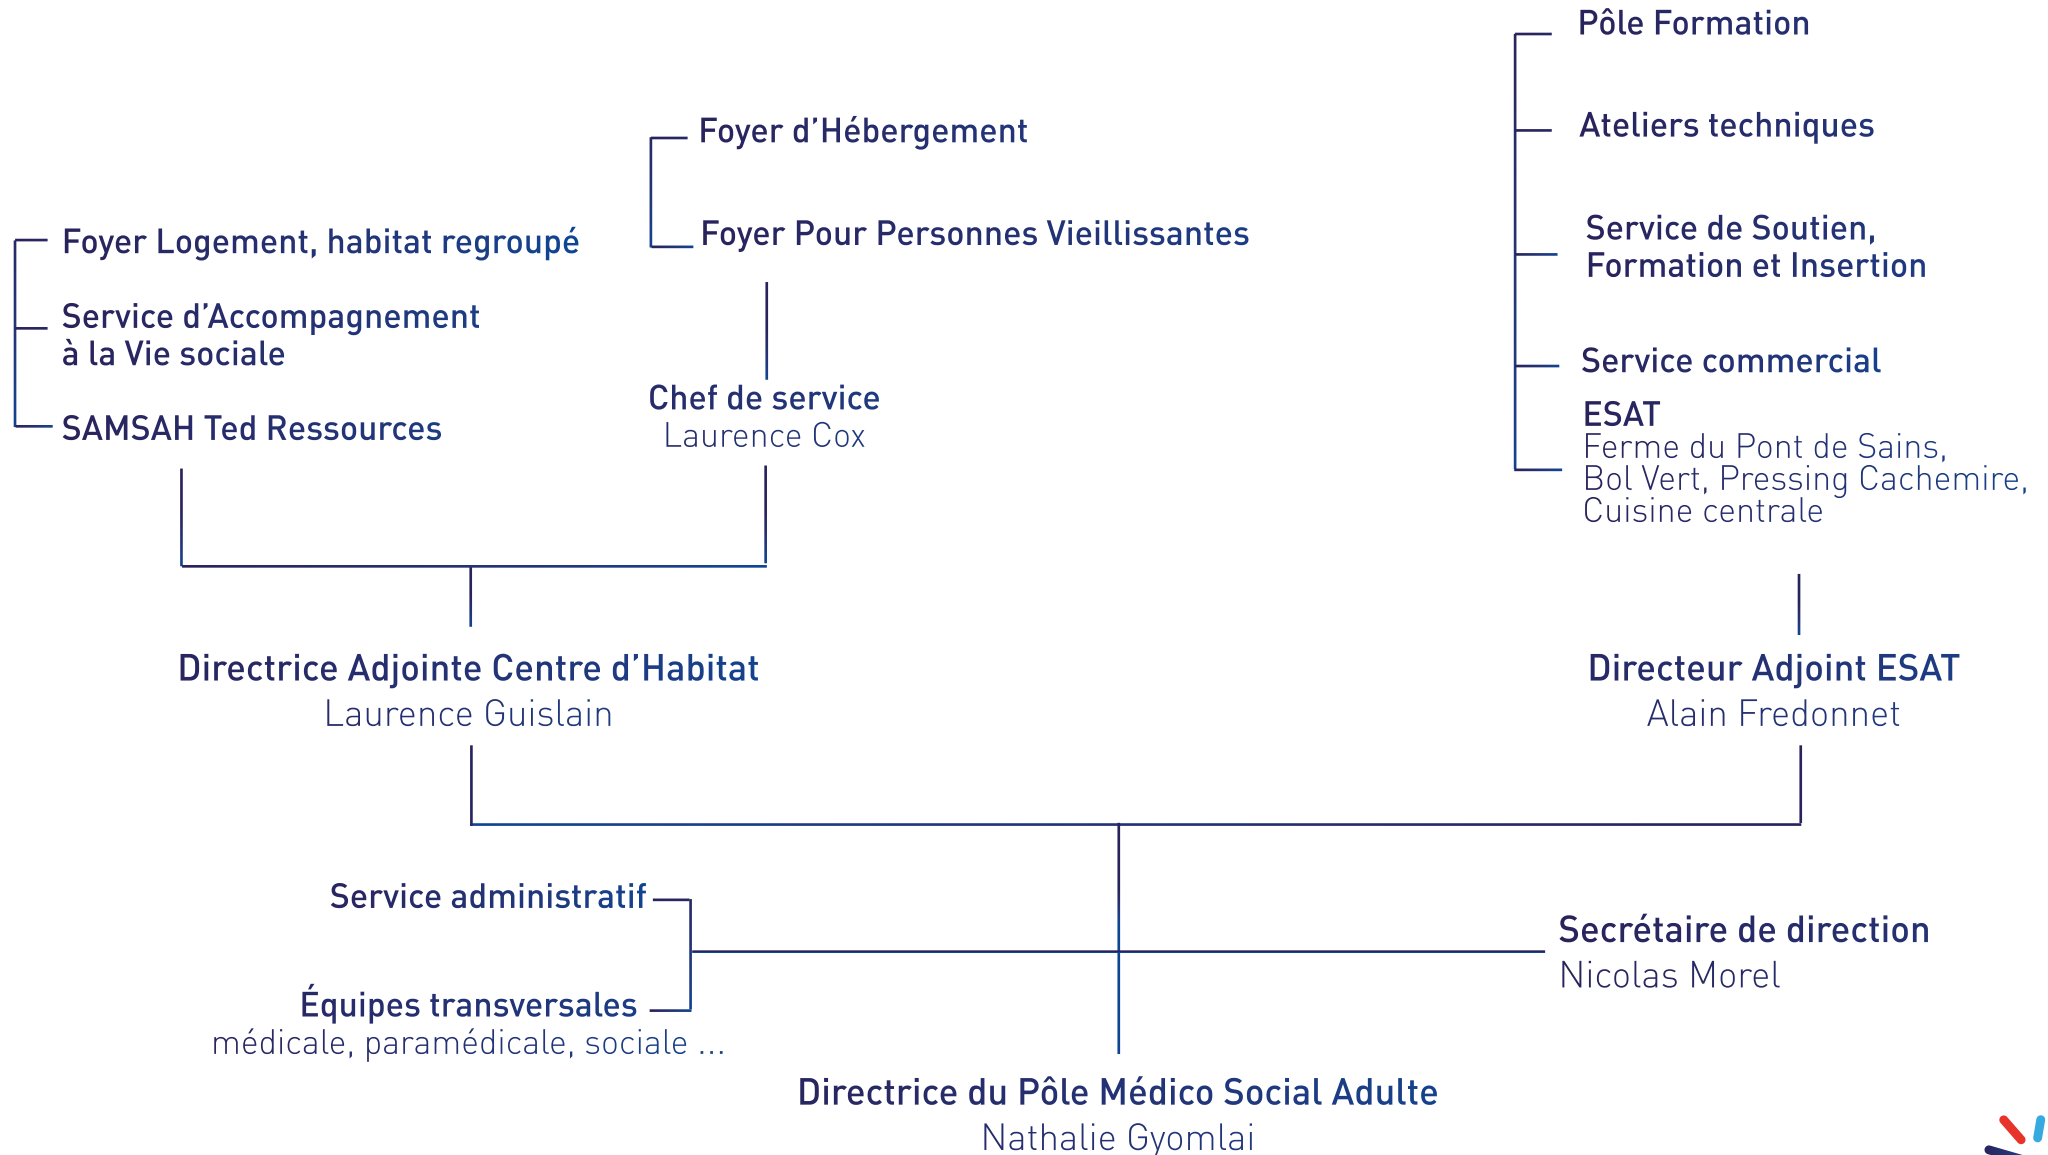 Pôle Formation
Ateliers techniques
Service de Soutien,
Formation et Insertion
Service commercial
ESAT
Ferme du Pont de Sains,
Bol Vert, Pressing Cachemire,
Cuisine centrale
Foyer d’Hébergement
Foyer Pour Personnes Vieillissantes
Chef de service
Laurence Cox
Foyer Logement, habitat regroupé
Service d’Accompagnement
à la Vie sociale
SAMSAH Ted Ressources
Directrice Adjointe Centre d’Habitat
Laurence Guislain
Directeur Adjoint ESAT
Alain Fredonnet
Service administratif
Équipes transversales
médicale, paramédicale, sociale ...
Secrétaire de direction
Nicolas Morel
Directrice du Pôle Médico Social Adulte
Nathalie Gyomlai